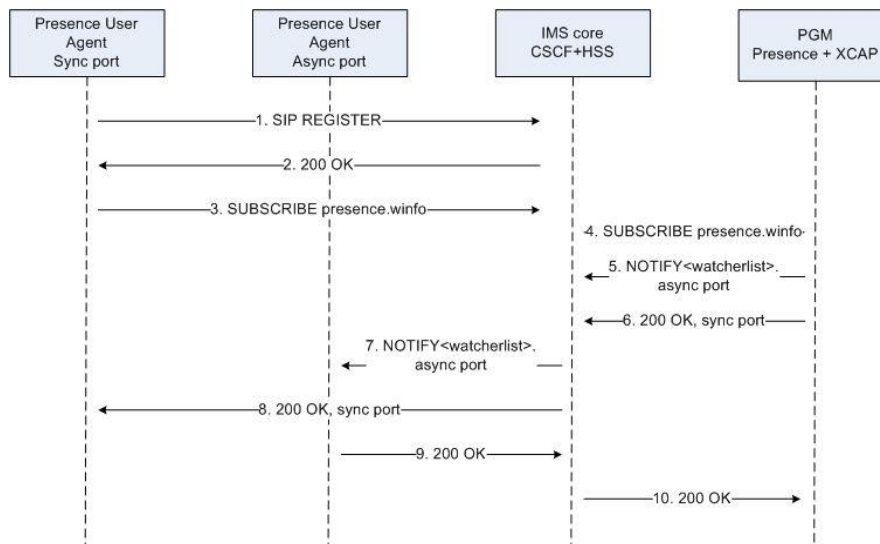 Presence User
Agent
Sync port
Presence User
Agent
Async port
IMS core
CSCF+HSS
PGM
Presence + XCAP
1. SIP REGISTER
2. 200 OK
3. SUBSCRIBE presence.winfo
4. SUBSCRIBE presence.winfo
5. NOTIFY<watcherlist>.
async port
6. 200 OK, sync port
7. NOTIFY<watcherlist>.
async port
8. 200 OK, sync port
9. 200 OK
10. 200 OK